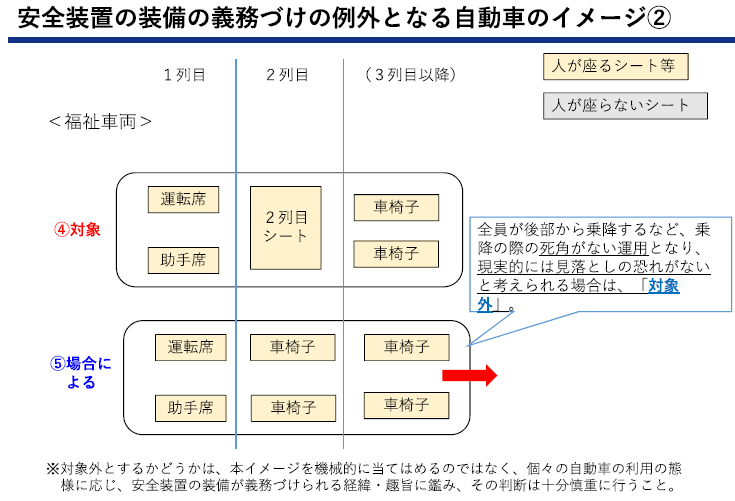 安全装置の装備の義務づけの例外となる自動車のイメージ②
1列目
2列目
（3列目以降）
人が座るシート等
人が座らないシート
＜福祉車両＞
④対象
運転席
助手席
2列目
シート
車椅子
車椅子
全員が後部から乗降するなど、乗
降の際の死角がない運用となり、
現実的には見落としの恐れがない
と考えられる場合は、「対象
外」。
⑤場合に
よる
運転席
助手席
車椅子
車椅子
車椅子
車椅子
※対象外とするかどうかは、本イメージを機械的に当てはめるのではなく、個々の自動車の利用の態
様に応じ、安全装置の装備が義務づけられる経緯・趣旨に鑑み、その判断は十分慎重に行うこと。